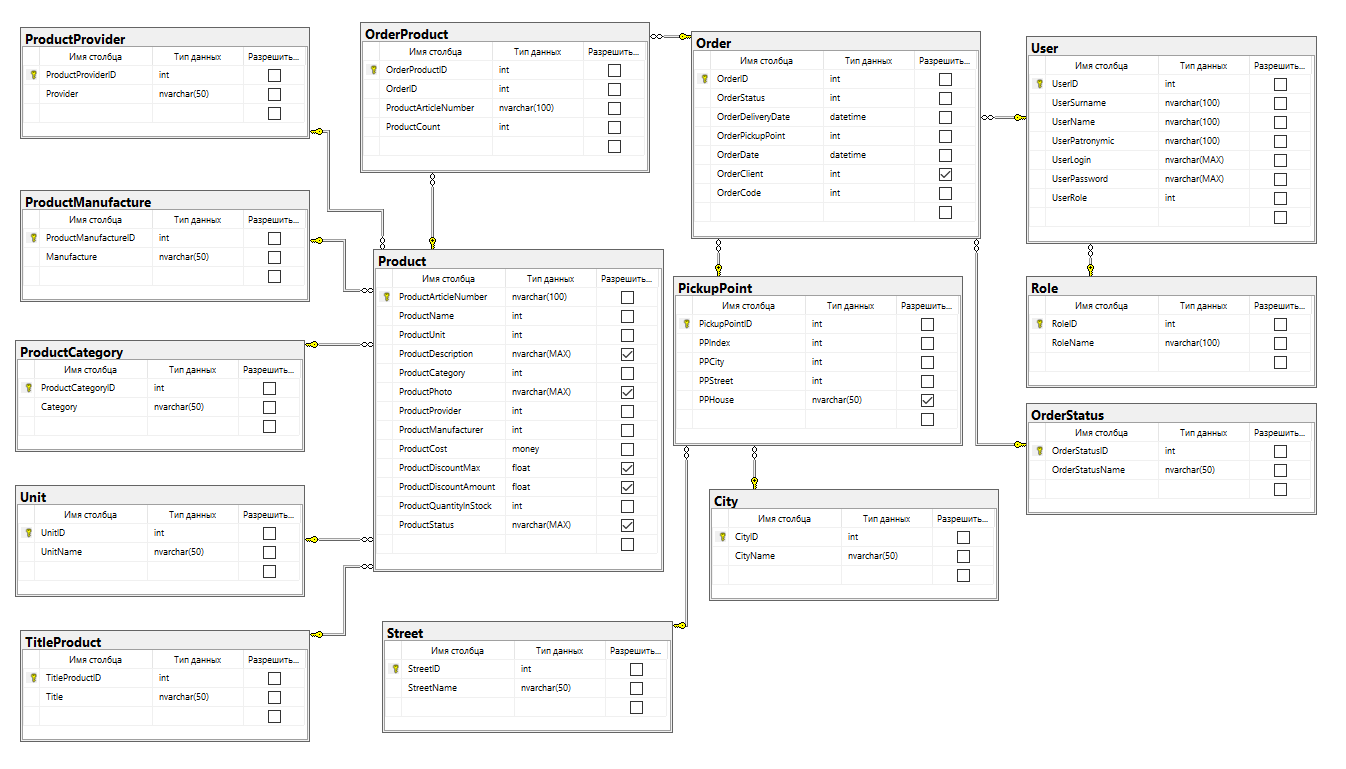 ProductProvider
Имя столбца Тип данных Разрешить...
ProductProviderID int
Provider nvarchar(50)
OrderProduct
Имя столбца Тип данных Разрешить...
OrderProductID int
OrderID int
ProductArticleNumber nvarchar(100)
ProductCount int
Order
Имя столбца Тип данных Разрешить...
OrderID int
OrderStatus int
OrderDeliveryDate datetime
OrderPickupPoint int
OrderDate datetime
OrderClient int
OrderCode int
User
Имя столбца Тип данных Разрешить...
UserID int
UserSurname nvarchar(100)
UserName nvarchar(100)
UserPatronymic nvarchar(100)
UserLogin nvarchar(MAX)
UserPassword nvarchar(MAX)
UserRole int
ProductManufacture
Имя столбца Тип данных Разрешить...
ProductManufactureID int
Manufacture nvarchar(50)
Product
Имя столбца Тип данных Разрешить...
ProductArticleNumber nvarchar(100)
ProductName int
ProductUnit int
ProductDescription nvarchar(MAX)
ProductCategory int
ProductPhoto nvarchar(MAX)
ProductProvider int
ProductManufacturer int
ProductCost money
ProductDiscountMax float
ProductDiscountAmount float
ProductQuantityInStock int
ProductStatus nvarchar(MAX)
PickupPoint
Имя столбца Тип данных Разрешить...
PickupPointID int
PPIndex int
PPCity int
PPStreet int
PPHouse nvarchar(50)
Role
Имя столбца Тип данных Разрешить...
RoleID int
RoleName nvarchar(100)
ProductCategory
Имя столбца Тип данных Разрешить...
ProductCategoryID int
Category nvarchar(50)
OrderStatus
Имя столбца Тип данных Разрешить...
OrderStatusID int
OrderStatusName nvarchar(50)
Unit
Имя столбца Тип данных Разрешить...
UnitID int
UnitName nvarchar(50)
City
Имя столбца Тип данных Разрешить...
CityID int
CityName nvarchar(50)
TitleProduct
Имя столбца Тип данных Разрешить...
TitleProductID int
Title nvarchar(50)
Street
Имя столбца Тип данных Разрешить...
StreetID int
StreetName nvarchar(50)